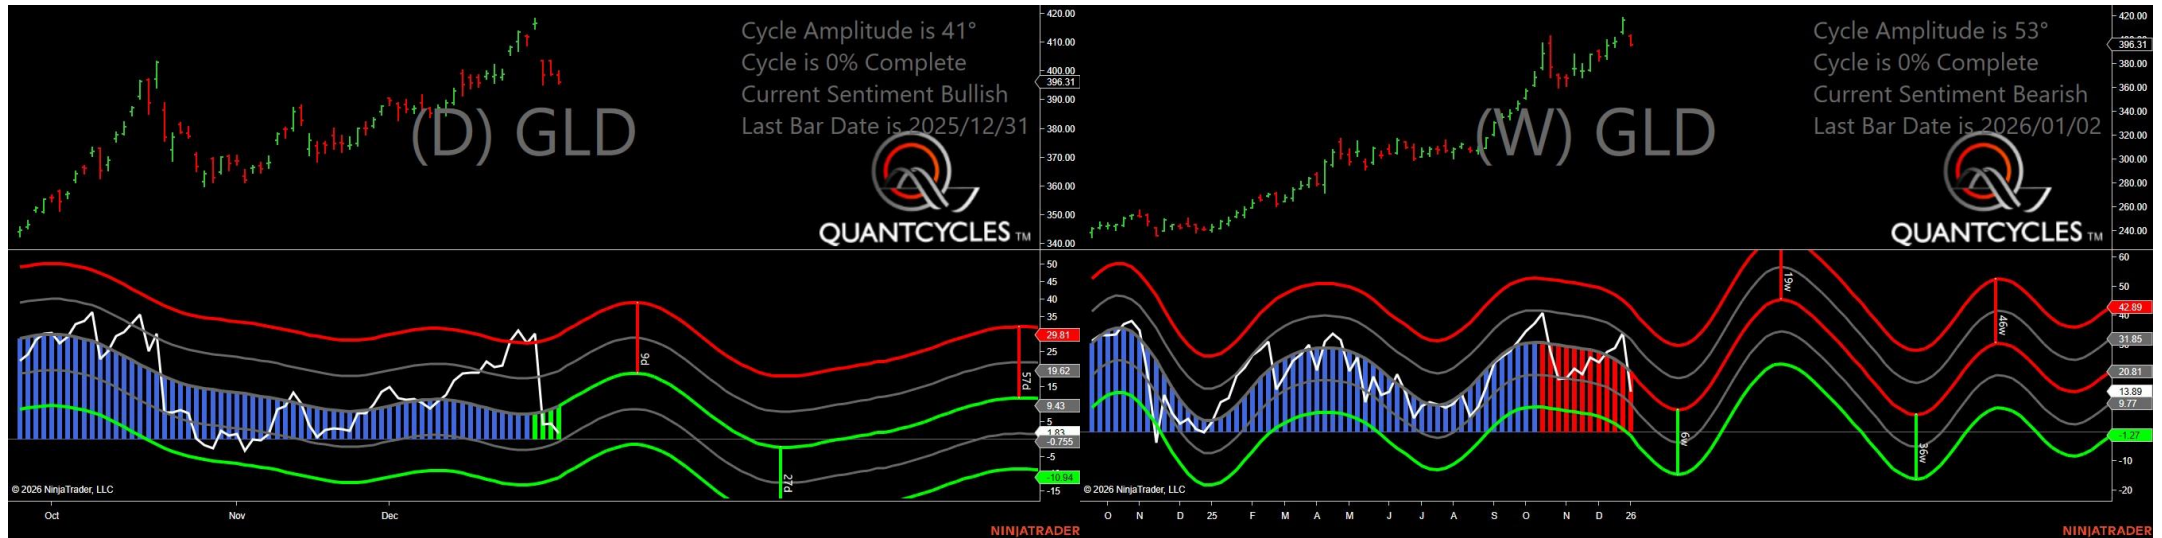 Cycle Amplitude is 41°
Cycle is 0% Complete
Current Sentiment Bullish
Last Bar Date is 2025/12/31
(D) GLD
QUANTCYCLES TM
420.00
410.00
400.00
396.31
390.00
380.00
370.00
360.00
350.00
340.00
50
45
40
35
29.81
25
19.62
15
9.43
5
1.83
-0.755
-5
-10.94
-15
9d
27d
57d
© 2026 NinjaTrader, LLC
Oct
Nov
Dec
NINJATRADER
Cycle Amplitude is 53°
Cycle is 0% Complete
Current Sentiment Bearish
Last Bar Date is 2026/01/02
(W) GLD
QUANTCYCLES TM
420.00
396.31
380.00
360.00
340.00
320.00
300.00
280.00
260.00
240.00
60
50
42.89
40
31.85
20.81
13.89
9.77
-1.27
-10
-20
6w
19w
36w
46w
© 2026 NinjaTrader, LLC
O N D 25 F M A M J J A S O N D 26
NINJATRADER